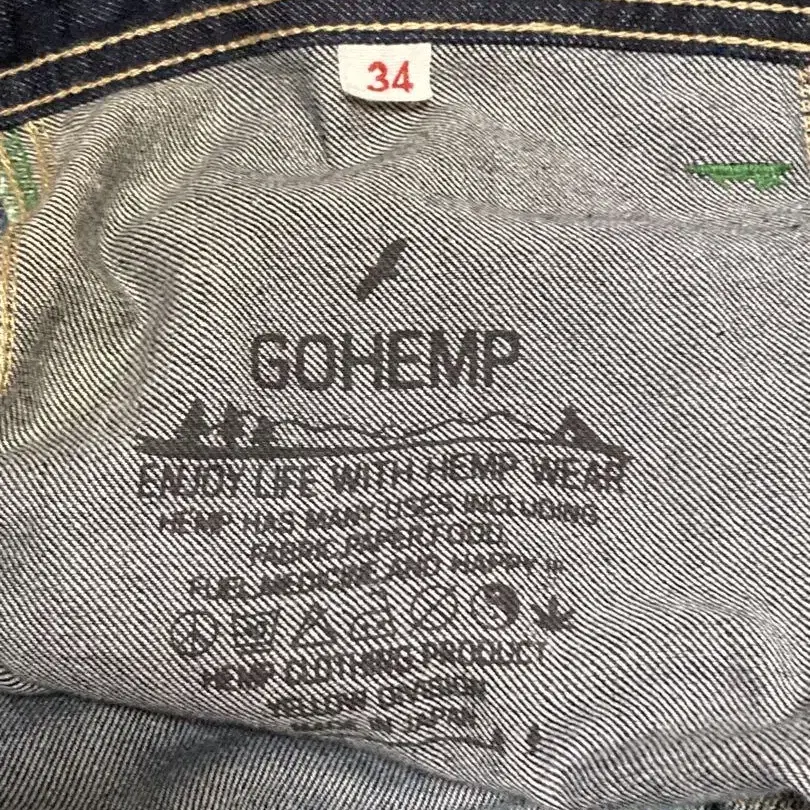 34
GOHEMP
ENJOY LIFE WITH HEMP WEAR
HEMP HAS MANY USES INCLUDING
FABRIC,PAPER,FOOD,
FUEL,MEDICINE,AND HAPPY !!!
HEMP CLOTHING PRODUCT
YELLOW DIVISION
MADE IN JAPAN